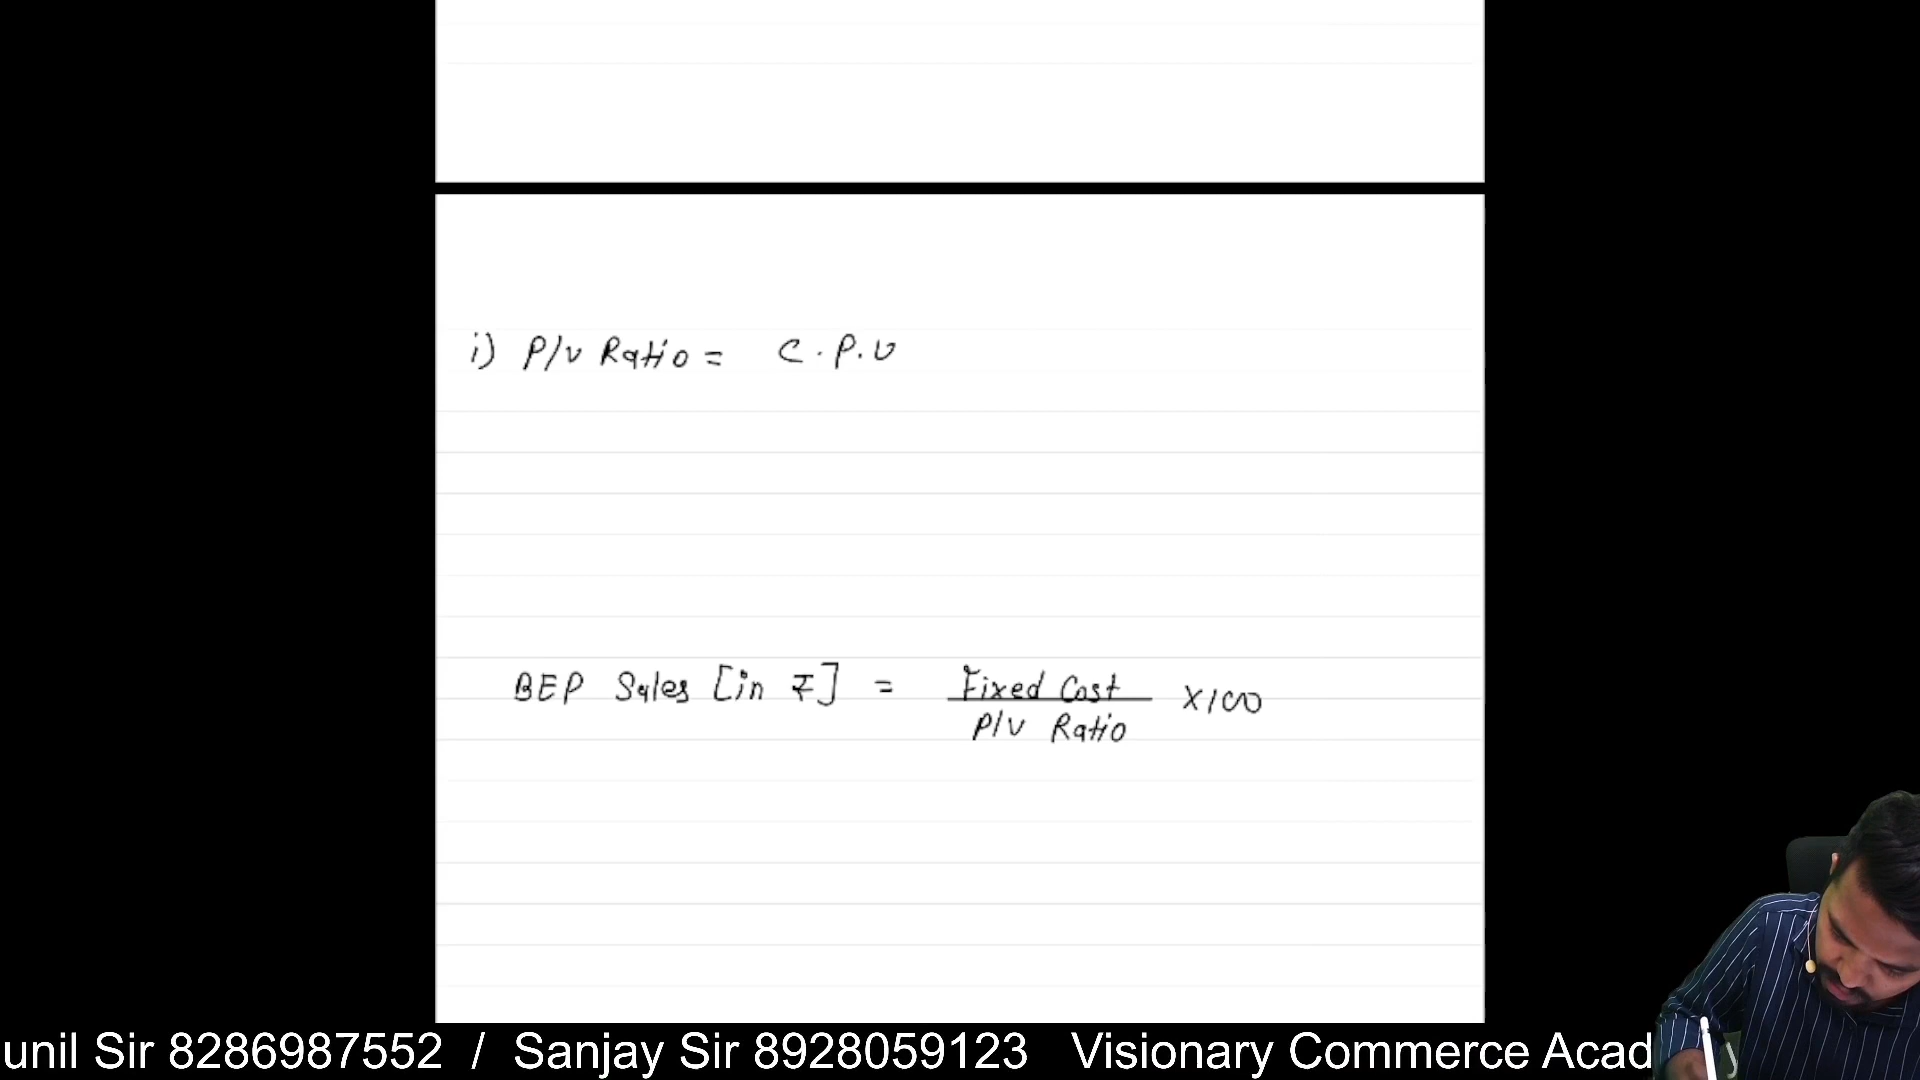 i) P/V Ratio = C.P.U
BEP Sales [in ₹] = Fixed Cost / P/V Ratio X100
unil Sir 8286987552 / Sanjay Sir 8928059123 Visionary Commerce Acad